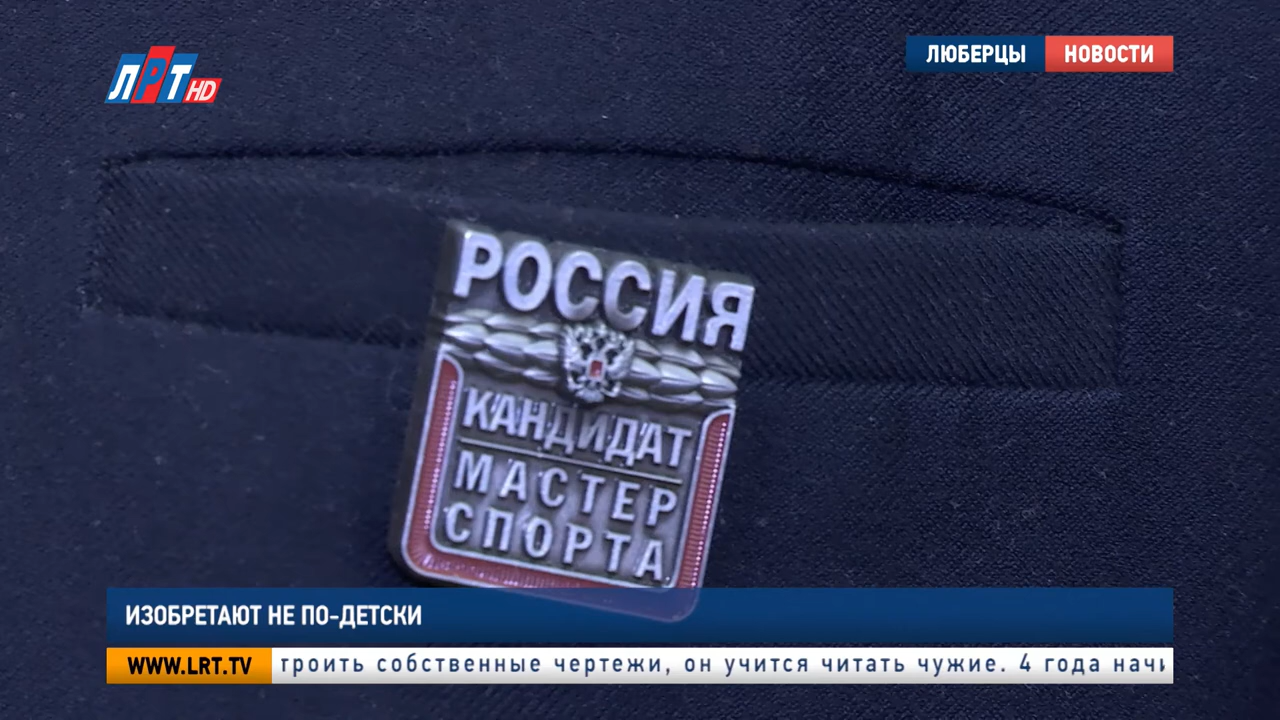 ЛРТ HD
ЛЮБЕРЦЫ НОВОСТИ
РОССИЯ
КАНДИДАТ
МАСТЕР
СПОРТА
ИЗОБРЕТАЮТ НЕ ПО-ДЕТСКИ
WWW.LRT.TV троить собственные чертежи, он учится читать чужие. 4 года начи